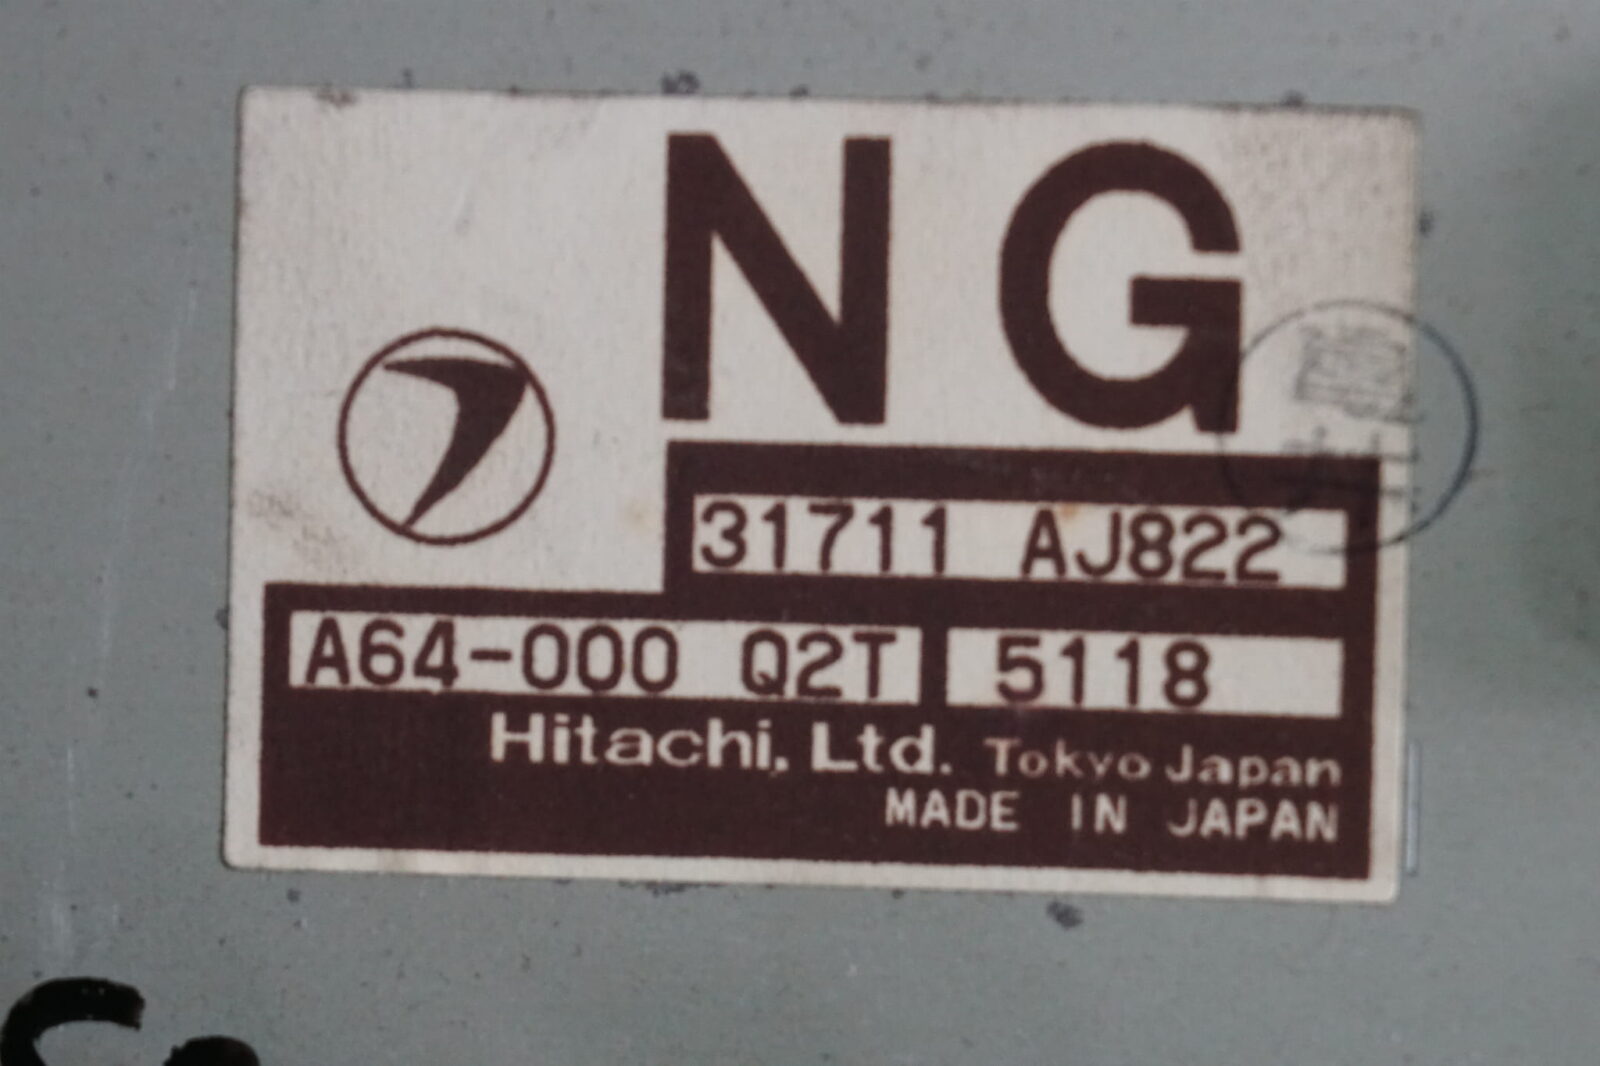 NG
31711 AJ822
A64-000 Q2T 5118
Hitachi, Ltd. Tokyo Japan
MADE IN JAPAN